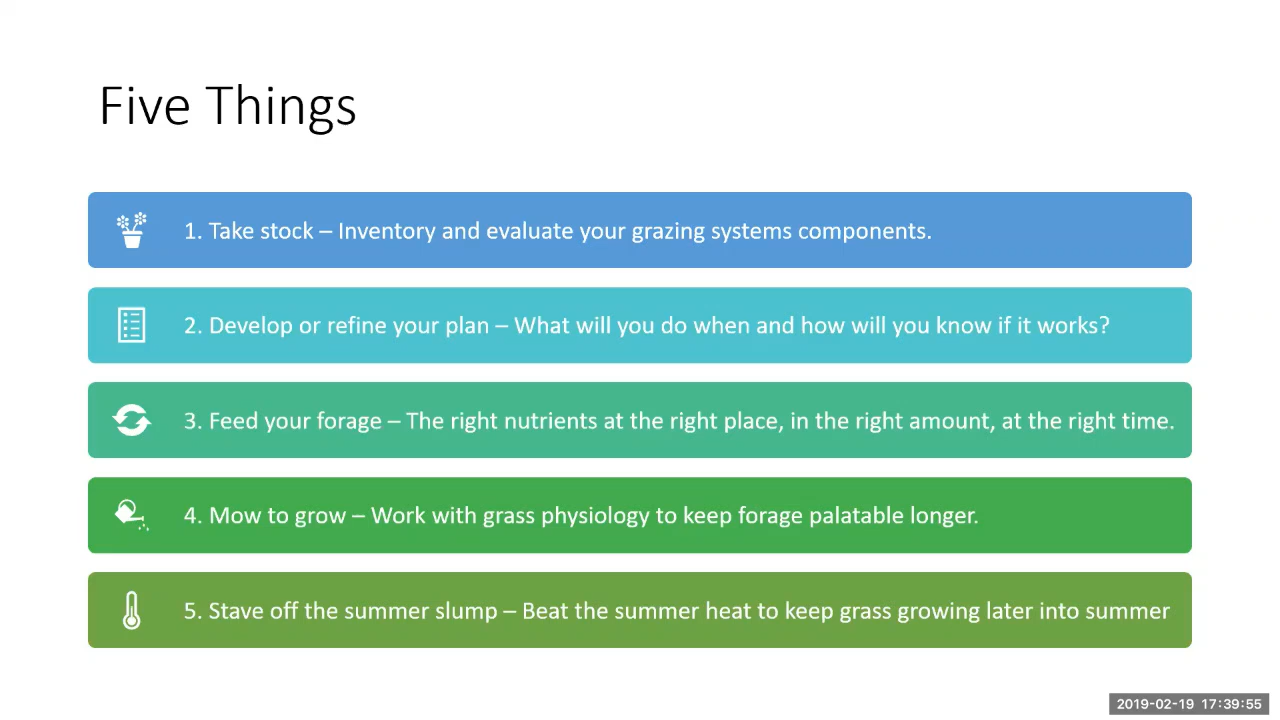 Five Things
1. Take stock – Inventory and evaluate your grazing systems components.
2. Develop or refine your plan – What will you do when and how will you know if it works?
3. Feed your forage – The right nutrients at the right place, in the right amount, at the right time.
4. Mow to grow – Work with grass physiology to keep forage palatable longer.
5. Stave off the summer slump – Beat the summer heat to keep grass growing later into summer
2019-02-19 17:39:55